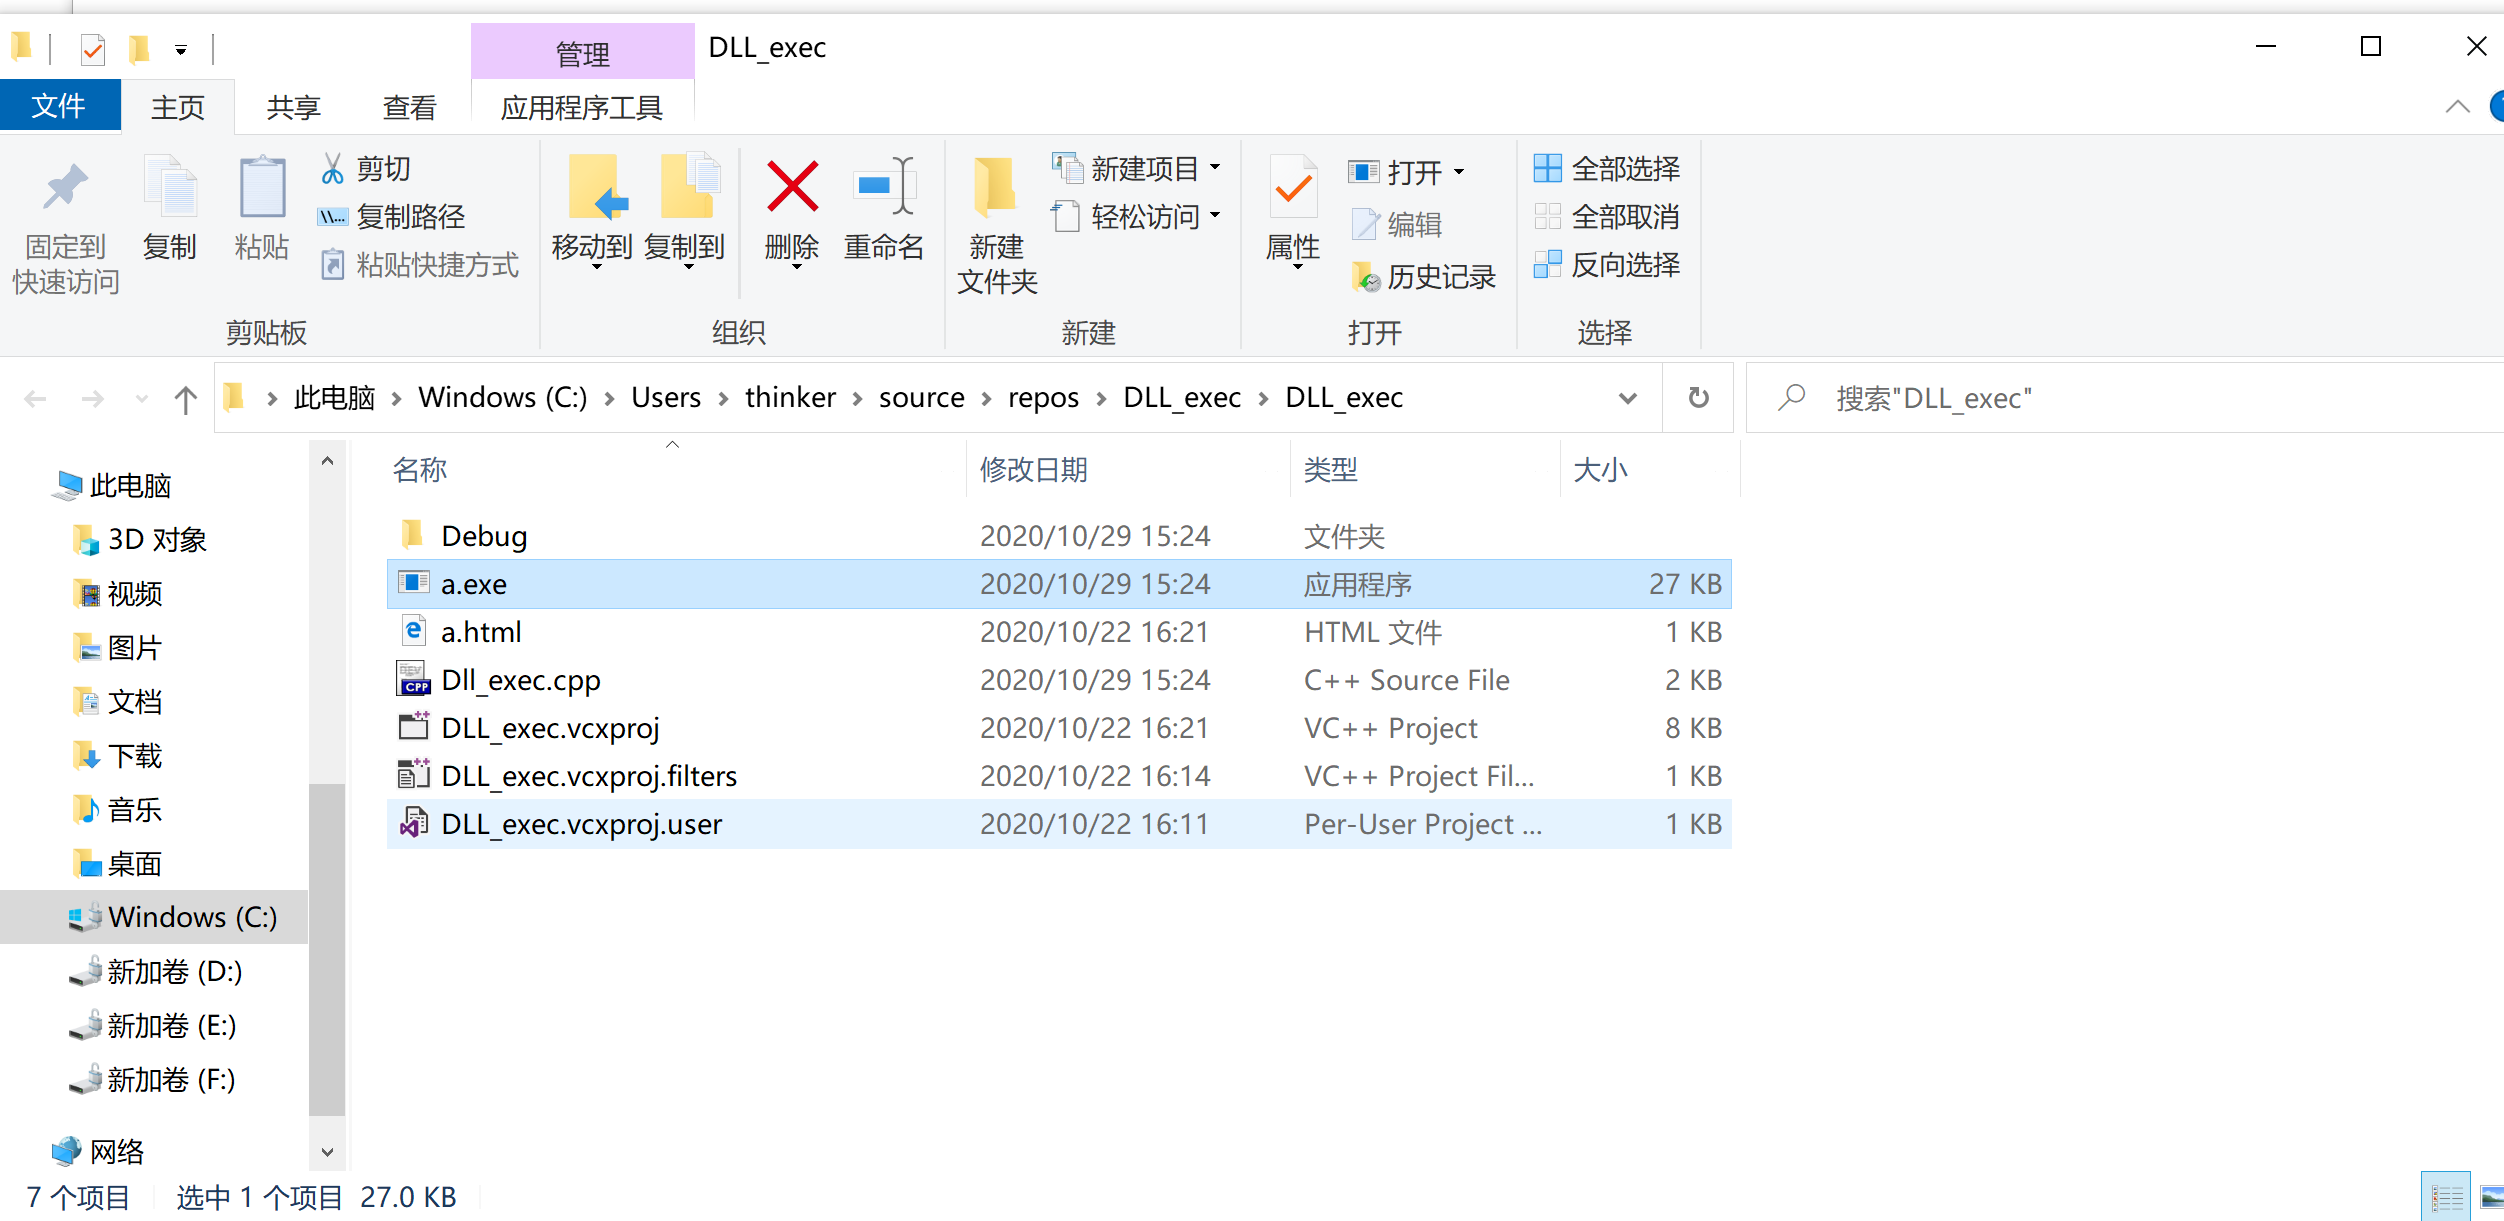 管理
DLL_exec
文件
主页
共享
查看
应用程序工具
固定到
快速访问
复制
粘贴
剪切
\\...
复制路径
粘贴快捷方式
剪贴板
移动到
复制到
删除
重命名
组织
新建
文件夹
新建项目
轻松访问
新建
属性
打开
编辑
历史记录
打开
全部选择
全部取消
反向选择
选择
此电脑 Windows (C:) Users thinker source repos DLL_exec DLL_exec
搜索"DLL_exec"
此电脑
3D 对象
视频
图片
文档
下载
音乐
桌面
Windows (C:)
新加卷 (D:)
新加卷 (E:)
新加卷 (F:)
网络
名称 修改日期 类型 大小
Debug 2020/10/29 15:24 文件夹
a.exe 2020/10/29 15:24 应用程序 27 KB
a.html 2020/10/22 16:21 HTML 文件 1 KB
CPP
Dll_exec.cpp 2020/10/29 15:24 C++ Source File 2 KB
DLL_exec.vcxproj 2020/10/22 16:21 VC++ Project 8 KB
DLL_exec.vcxproj.filters 2020/10/22 16:14 VC++ Project Fil... 1 KB
DLL_exec.vcxproj.user 2020/10/22 16:11 Per-User Project ... 1 KB
7 个项目
选中 1 个项目 27.0 KB